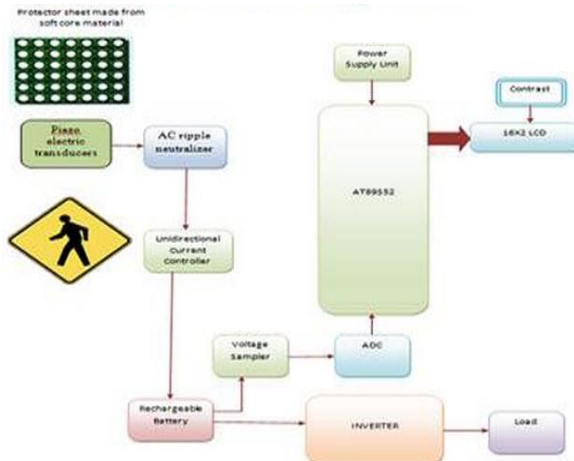 Protector sheet made from
soft core material
Piezo
electric
transducers
AC ripple
neutralizer
Unidirectional
Current
Controller
Power
Supply Unit
Contrast
16X2 LCD
AT89S52
Voltage
Sampler
ADC
Rechargeable
Battery
INVERTER
Load